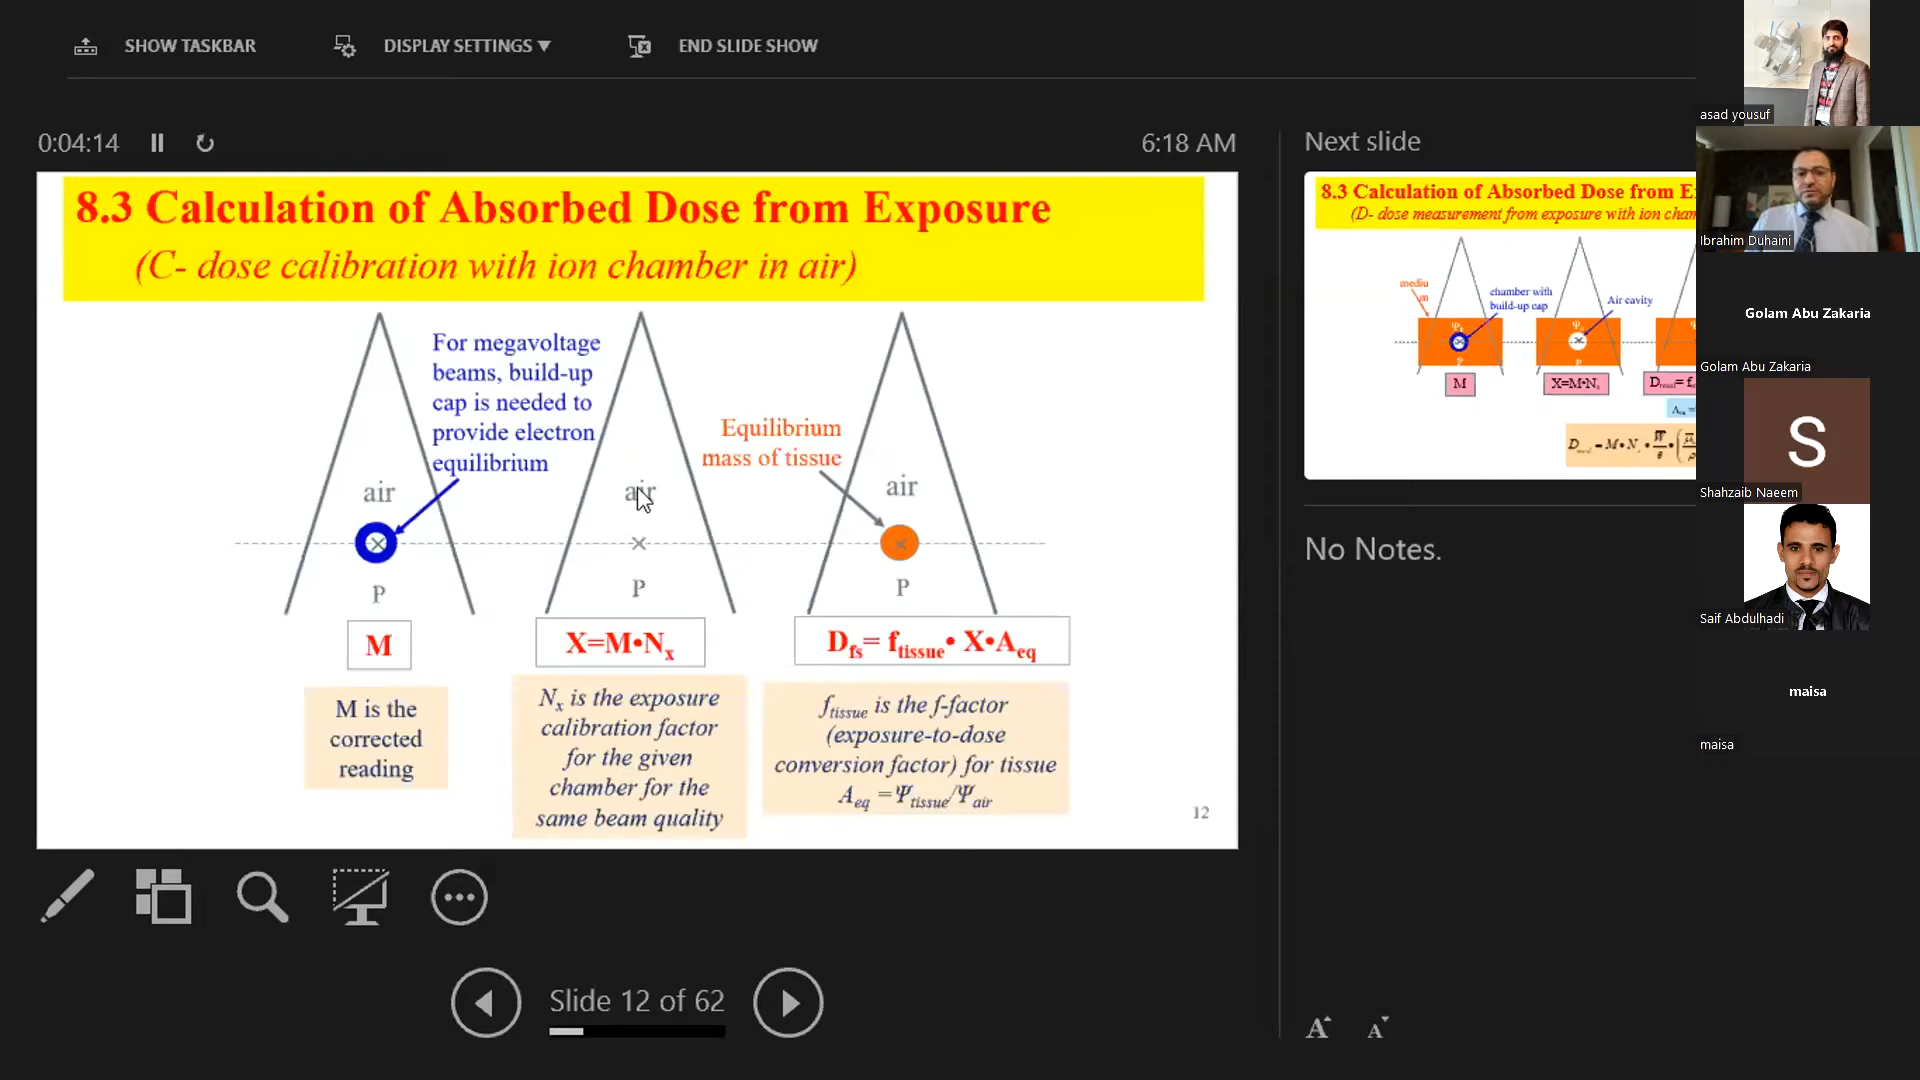 SHOW TASKBAR
DISPLAY SETTINGS ▼
END SLIDE SHOW
0:04:14
6:18 AM
8.3 Calculation of Absorbed Dose from Exposure
(C- dose calibration with ion chamber in air)
For megavoltage
beams, build-up
cap is needed to
provide electron
equilibrium
Equilibrium
mass of tissue
air
air
air
P
P
P
M
X=M•Nx
Dfs= ftissue• X•Aeq
M is the
corrected
reading
Nx is the exposure
calibration factor
for the given
chamber for the
same beam quality
ftissue is the f-factor
(exposure-to-dose
conversion factor) for tissue
Aeq =Ψtissue/Ψair
12
Slide 12 of 62
Next slide
8.3 Calculation of Absorbed Dose from E
(D- dose measurement from exposure with ion cham
mediu
m
chamber with
build-up cap
Air cavity
P
M
X=M•Nx
No Notes.
A
A
asad yousuf
Ibrahim Duhaini
Golam Abu Zakaria
Golam Abu Zakaria
S
Shahzaib Naeem
Saif Abdulhadi
maisa
maisa